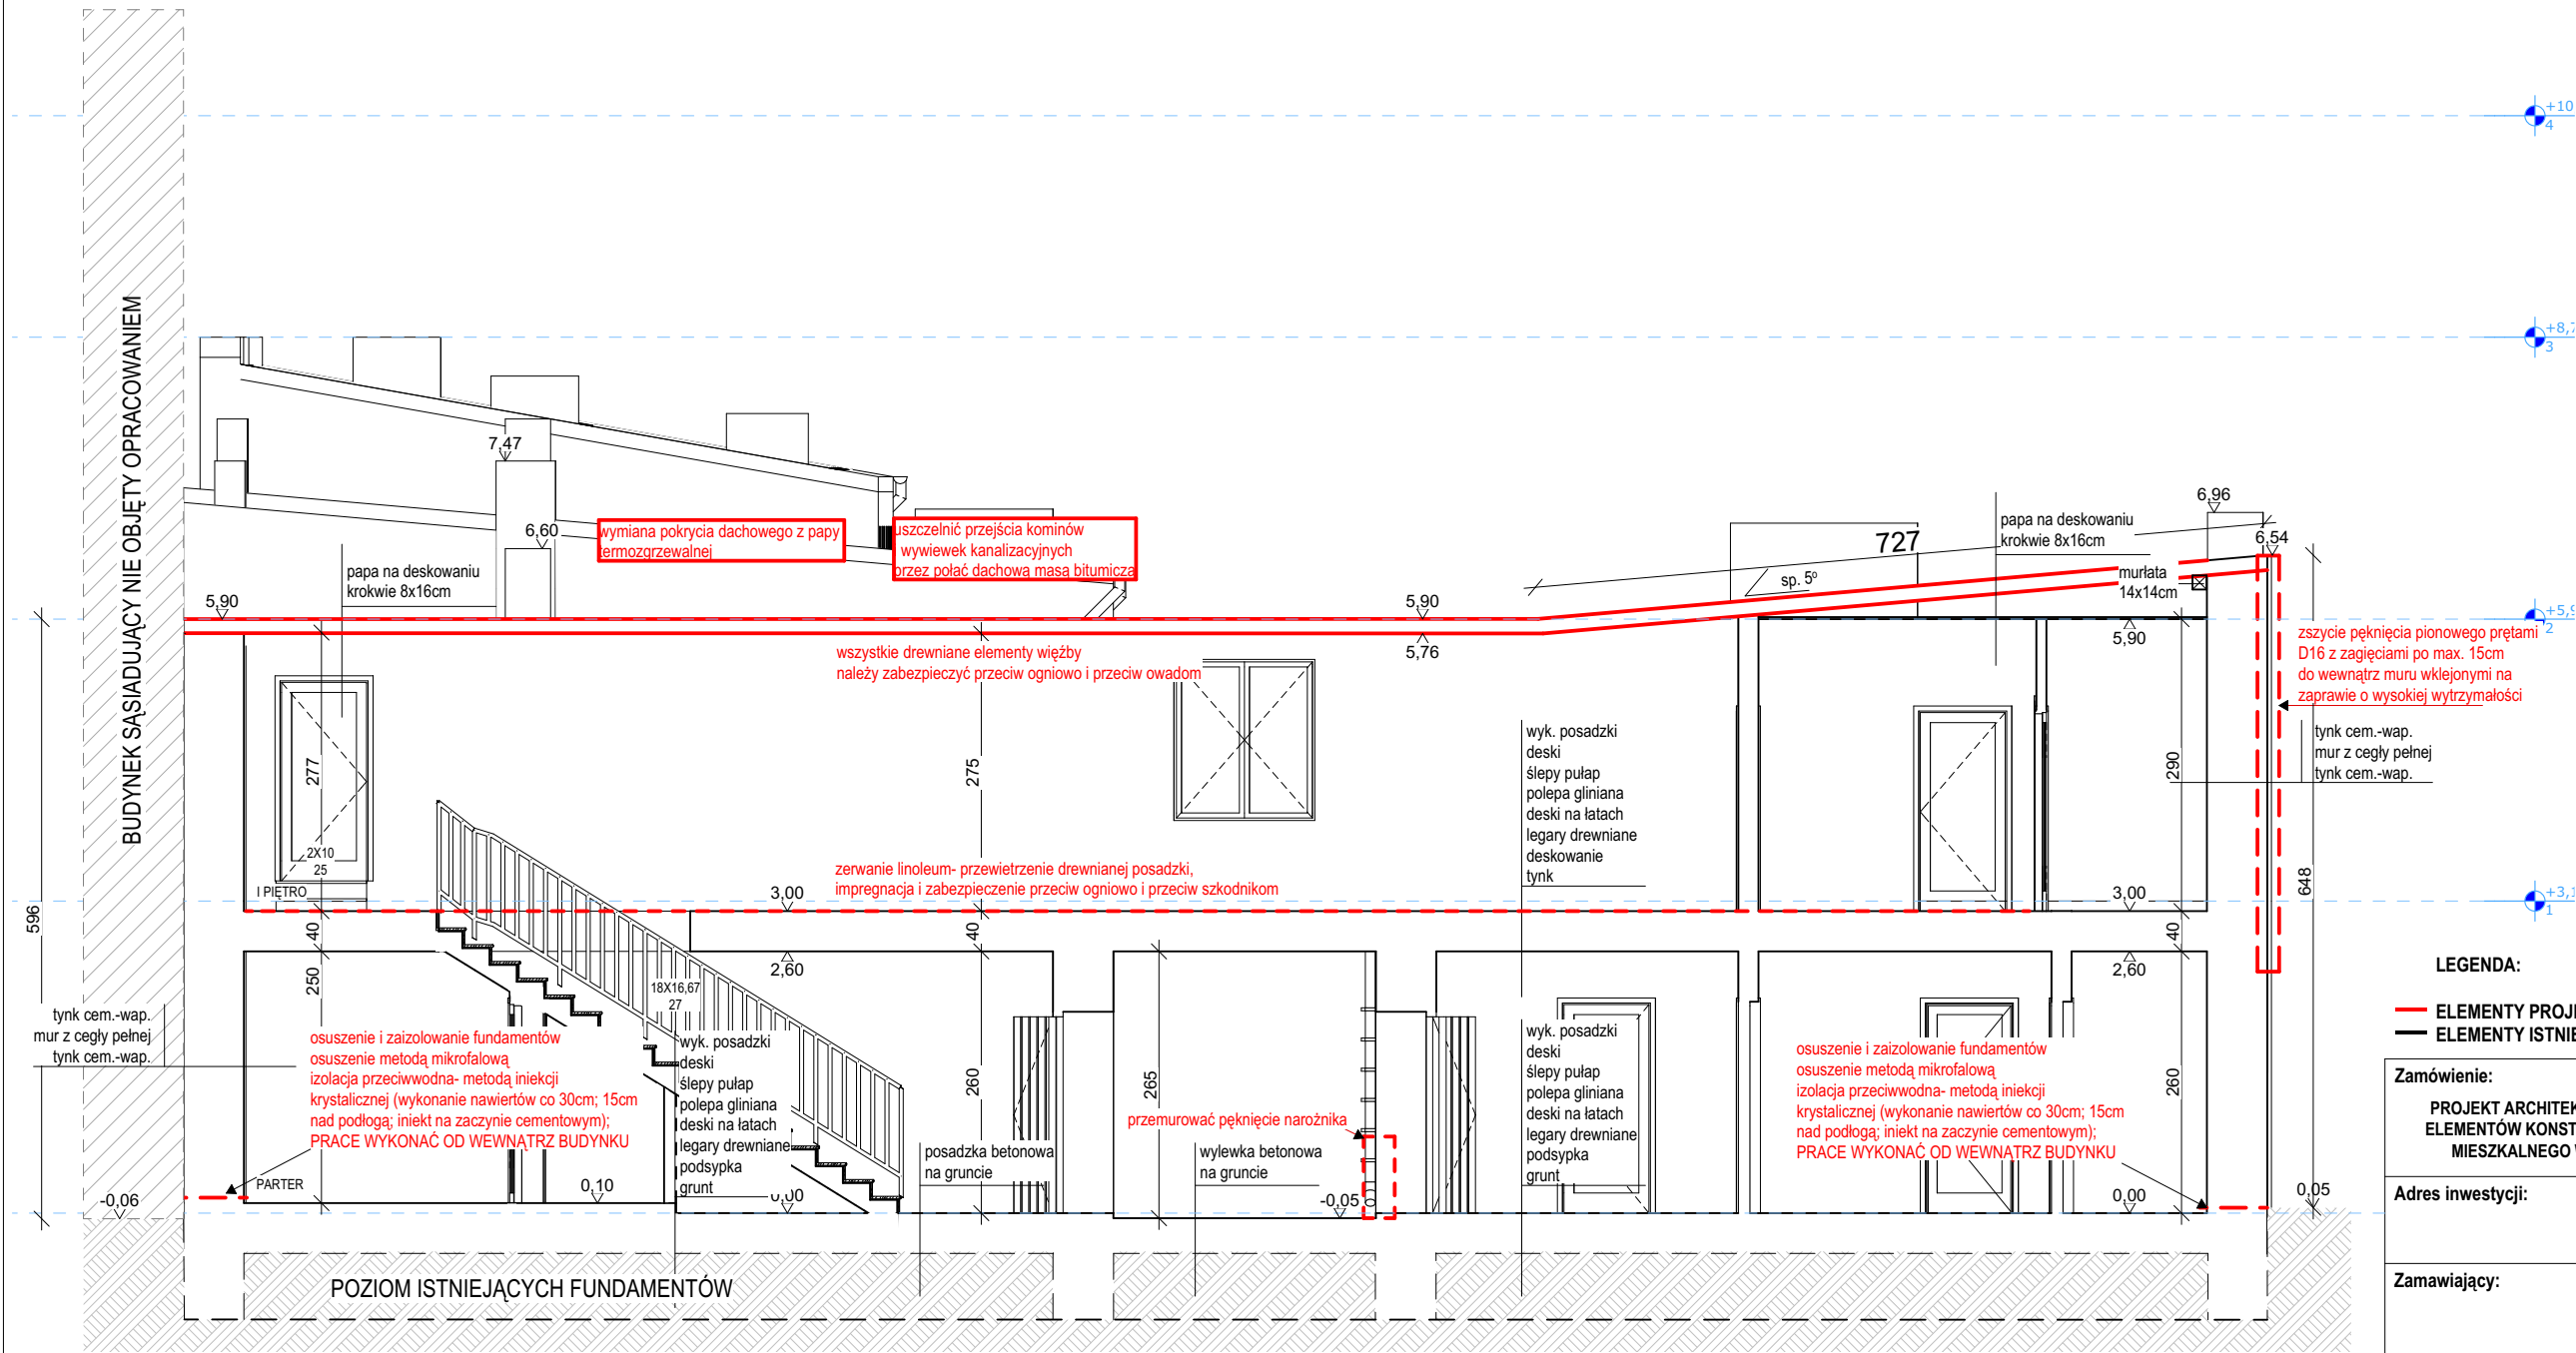 BUDYNEK SĄSIADUJĄCY NIE OBJĘTY OPRACOWANIEM
+10
4
+8,7
3
7,47
6,60
wymiana pokrycia dachowego z papy
termozgrzewalnej
uszczelnić przejścia kominów
wywiewek kanalizacyjnych
przez połać dachową masą bitumicza
papa na deskowaniu
krokwie 8x16cm
5,90
5,90
5,76
727
sp. 5º
papa na deskowaniu
krokwie 8x16cm
6,96
6,54
murłata
14x14cm
5,90
+5,9
2
wszystkie drewniane elementy więźby
należy zabezpieczyć przeciw ogniowo i przeciw owadom
zszycie pęknięcia pionowego prętami
D16 z zagięciami po max. 15cm
do wewnątrz muru wklejonymi na
zaprawie o wysokiej wytrzymałości
tynk cem.-wap.
mur z cegły pełnej
tynk cem.-wap.
277
275
290
wyk. posadzki
deski
ślepy pułap
polepa gliniana
deski na łatach
legary drewniane
deskowanie
tynk
2X10
25
I PIĘTRO
zerwanie linoleum- przewietrzenie drewnianej posadzki,
impregnacja i zabezpieczenie przeciw ogniowo i przeciw szkodnikom
3,00
3,00
+3,1
1
596
648
40
40
40
2,60
2,60
250
260
265
260
18X16,67
27
tynk cem.-wap.
mur z cegły pełnej
tynk cem.-wap.
osuszenie i zaizolowanie fundamentów
osuszenie metodą mikrofalową
izolacja przeciwwodna- metodą iniekcji
krystalicznej (wykonanie nawiertów co 30cm; 15cm
nad podłogą; iniekt na zaczynie cementowym);
PRACE WYKONAĆ OD WEWNĄTRZ BUDYNKU
wyk. posadzki
deski
ślepy pułap
polepa gliniana
deski na łatach
legary drewniane
podsypka
grunt
posadzka betonowa
na gruncie
przemurować pęknięcie narożnika
wylewka betonowa
na gruncie
wyk. posadzki
deski
ślepy pułap
polepa gliniana
deski na łatach
legary drewniane
podsypka
grunt
osuszenie i zaizolowanie fundamentów
osuszenie metodą mikrofalową
izolacja przeciwwodna- metodą iniekcji
krystalicznej (wykonanie nawiertów co 30cm; 15cm
nad podłogą; iniekt na zaczynie cementowym);
PRACE WYKONAĆ OD WEWNĄTRZ BUDYNKU
PARTER
-0,06
0,10
0,00
-0,05
0,00
0,05
POZIOM ISTNIEJĄCYCH FUNDAMENTÓW
LEGENDA:
ELEMENTY PROJ
ELEMENTY ISTNIE
Zamówienie:
PROJEKT ARCHITEK
ELEMENTÓW KONST
MIESZKALNEGO
Adres inwestycji:
Zamawiający: